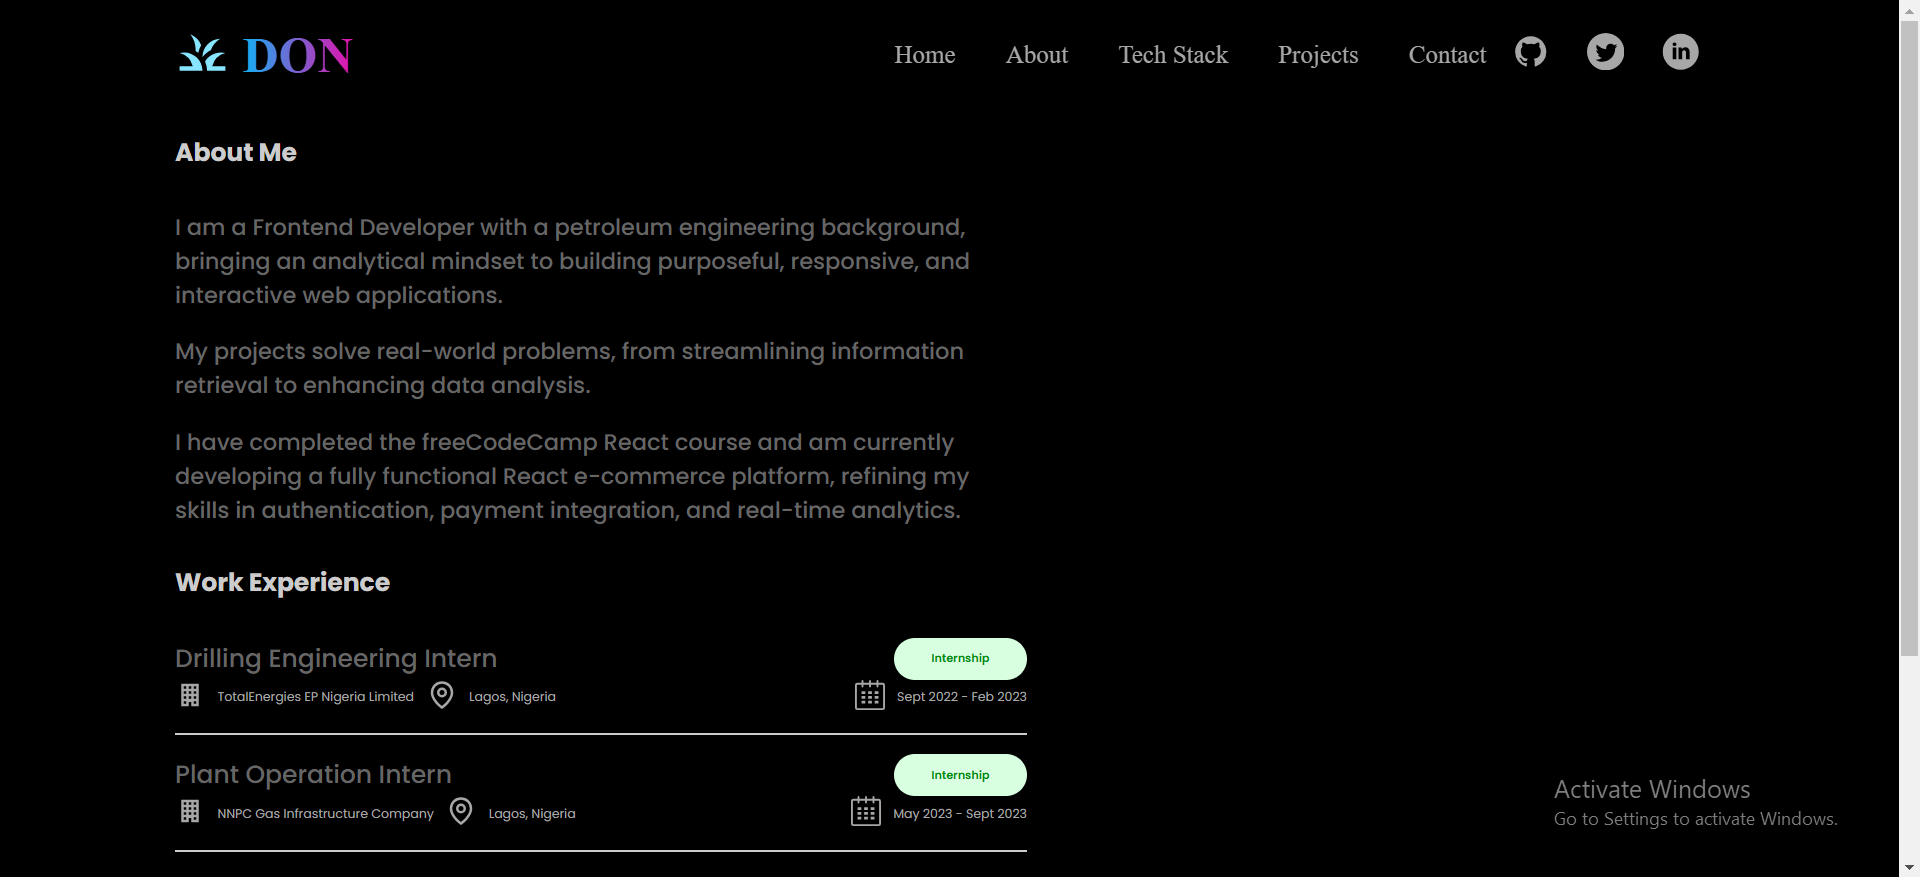 DON
Home About Tech Stack Projects Contact
in
About Me
I am a Frontend Developer with a petroleum engineering background,
bringing an analytical mindset to building purposeful, responsive, and
interactive web applications.
My projects solve real-world problems, from streamlining information
retrieval to enhancing data analysis.
I have completed the freeCodeCamp React course and am currently
developing a fully functional React e-commerce platform, refining my
skills in authentication, payment integration, and real-time analytics.
Work Experience
Drilling Engineering Intern Internship
TotalEnergies EP Nigeria Limited Lagos, Nigeria Sept 2022 - Feb 2023
Plant Operation Intern Internship
NNPC Gas Infrastructure Company Lagos, Nigeria May 2023 - Sept 2023
Activate Windows
Go to Settings to activate Windows.